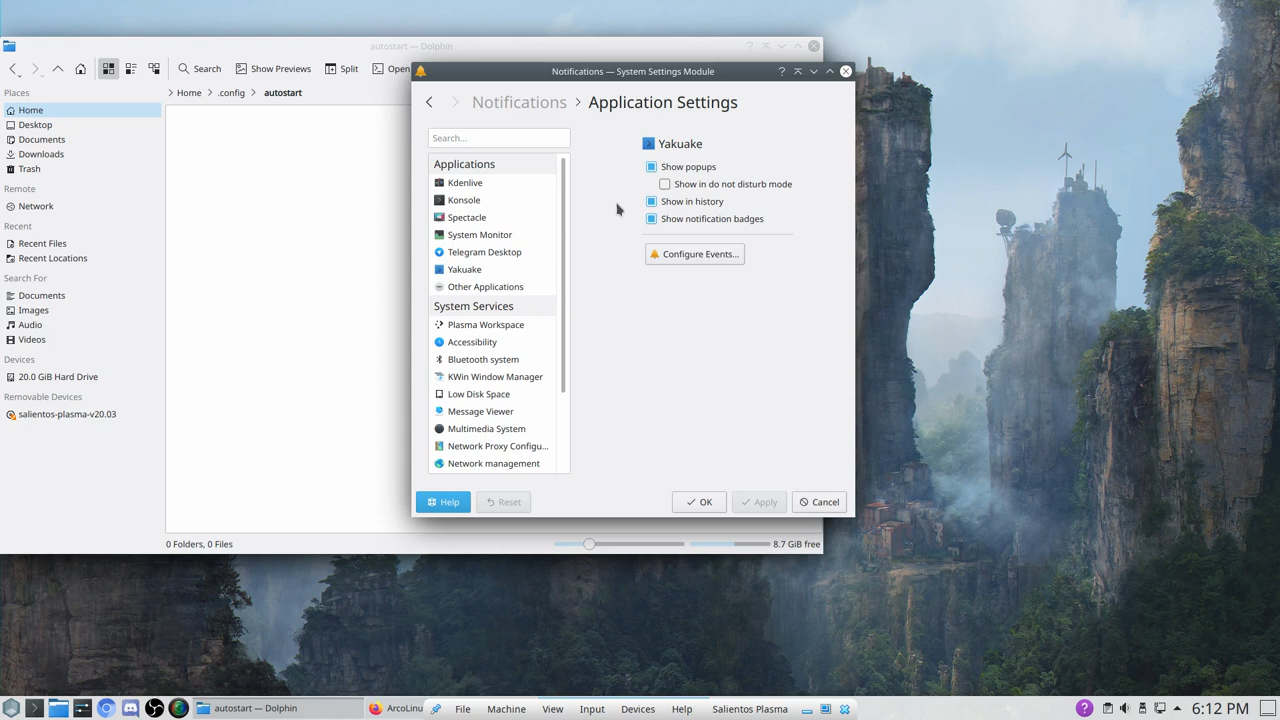 autostart — Dolphin
Search
Show Previews
Split
Open
Places
Home
Desktop
Documents
Downloads
Trash
Remote
Network
Recent
Recent Files
Recent Locations
Search For
Documents
Images
Audio
Videos
Devices
20.0 GiB Hard Drive
Removable Devices
salientos-plasma-v20.03
> Home > .config > autostart
0 Folders, 0 Files
8.7 GiB free
Notifications — System Settings Module
Notifications > Application Settings
Search...
Applications
Kdenlive
Konsole
Spectacle
System Monitor
Telegram Desktop
Yakuake
Other Applications
System Services
Plasma Workspace
Accessibility
Bluetooth system
KWin Window Manager
Low Disk Space
Message Viewer
Multimedia System
Network Proxy Configu...
Network management
Yakuake
Show popups
Show in do not disturb mode
Show in history
Show notification badges
Configure Events...
Help
Reset
OK
Apply
Cancel
autostart — Dolphin
ArcoLinu
File Machine View Input Devices Help Salientos Plasma
6:12 PM